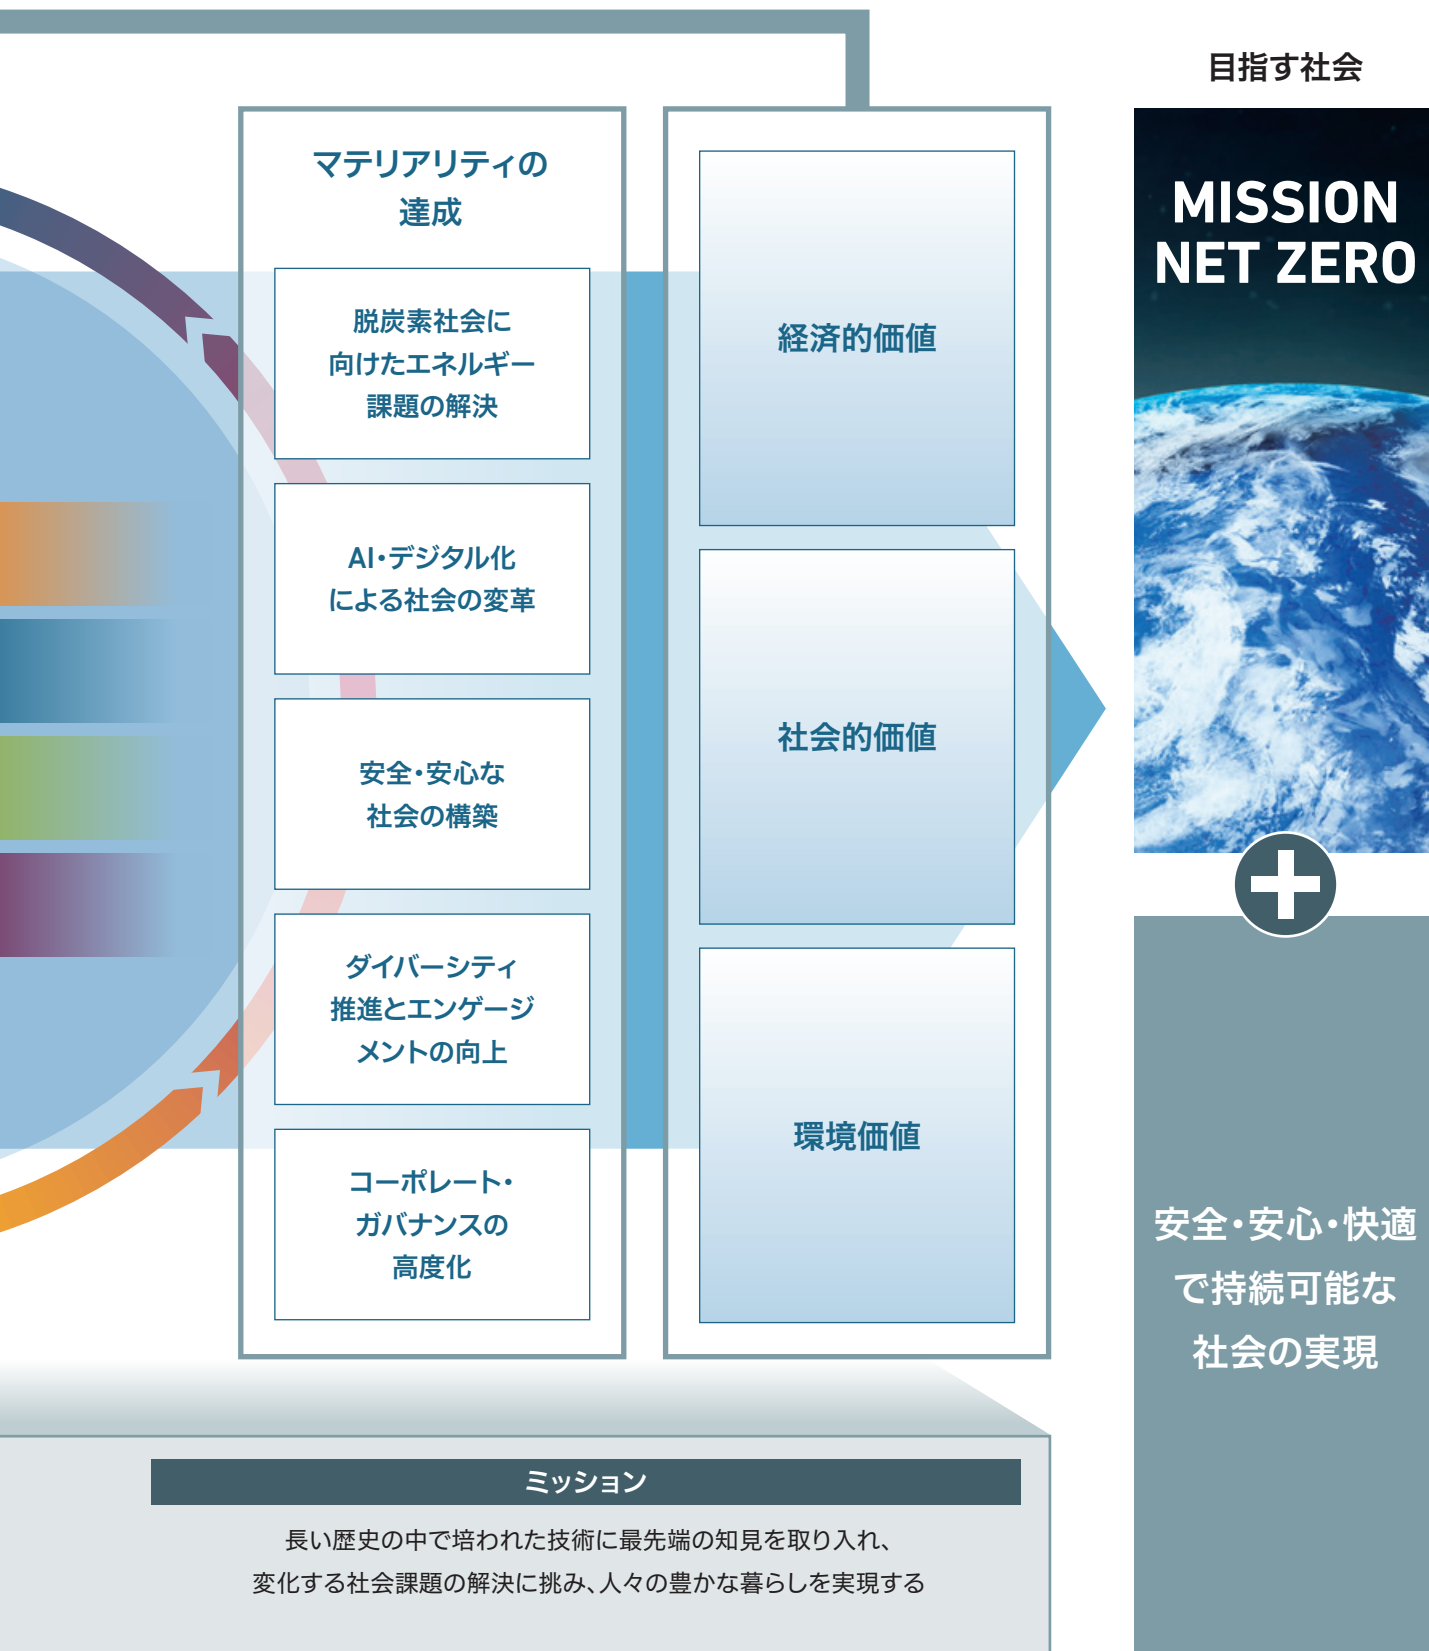 マテリアリティの
達成
脱炭素社会に
向けたエネルギー
課題の解決
AI・デジタル化
による社会の変革
安全・安心な
社会の構築
ダイバーシティ
推進とエンゲージ
メントの向上
コーポレート・
ガバナンスの
高度化
経済的価値
社会的価値
環境価値
目指す社会
MISSION
NET ZERO
安全・安心・快適
で持続可能な
社会の実現
ミッション
長い歴史の中で培われた技術に最先端の知見を取り入れ、
変化する社会課題の解決に挑み、人々の豊かな暮らしを実現する